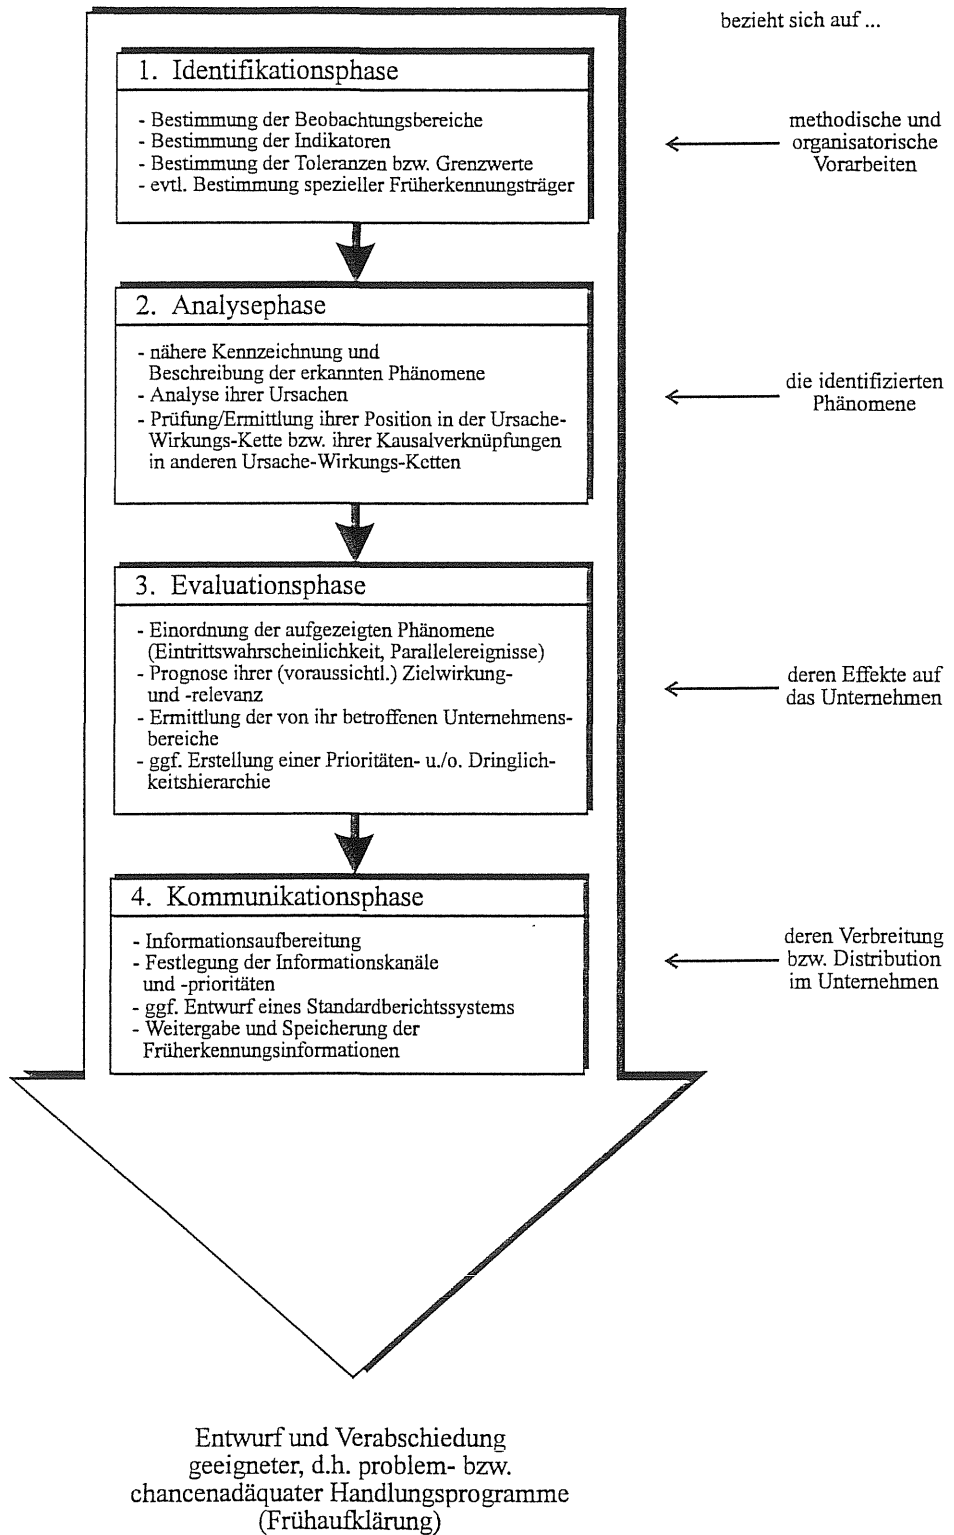 bezieht sich auf ...
1. Identifikationsphase
- Bestimmung der Beobachtungsbereiche
- Bestimmung der Indikatoren
- Bestimmung der Toleranzen bzw. Grenzwerte
- evtl. Bestimmung spezieller Früherkennungsträger
methodische und
organisatorische
Vorarbeiten
2. Analysephase
- nähere Kennzeichnung und
Beschreibung der erkannten Phänomene
- Analyse ihrer Ursachen
- Prüfung/Ermittlung ihrer Position in der Ursache-
Wirkungs-Kette bzw. ihrer Kausalverknüpfungen
in anderen Ursache-Wirkungs-Ketten
die identifizierten
Phänomene
3. Evaluationsphase
- Einordnung der aufgezeigten Phänomene
(Eintrittswahrscheinlichkeit, Parallelereignisse)
- Prognose ihrer (voraussichtl.) Zielwirkung-
und -relevanz
- Ermittlung der von ihr betroffenen Unternehmens-
bereiche
- ggf. Erstellung einer Prioritäten- u./o. Dringlich-
keitshierarchie
deren Effekte auf
das Unternehmen
4. Kommunikationsphase
- Informationsaufbereitung
- Festlegung der Informationskanäle
und -prioritäten
- ggf. Entwurf eines Standardberichtssystems
- Weitergabe und Speicherung der
Früherkennungsinformationen
deren Verbreitung
bzw. Distribution
im Unternehmen
Entwurf und Verabschiedung
geeigneter, d.h. problem- bzw.
chancenadäquater Handlungsprogramme
(Frühaufklärung)